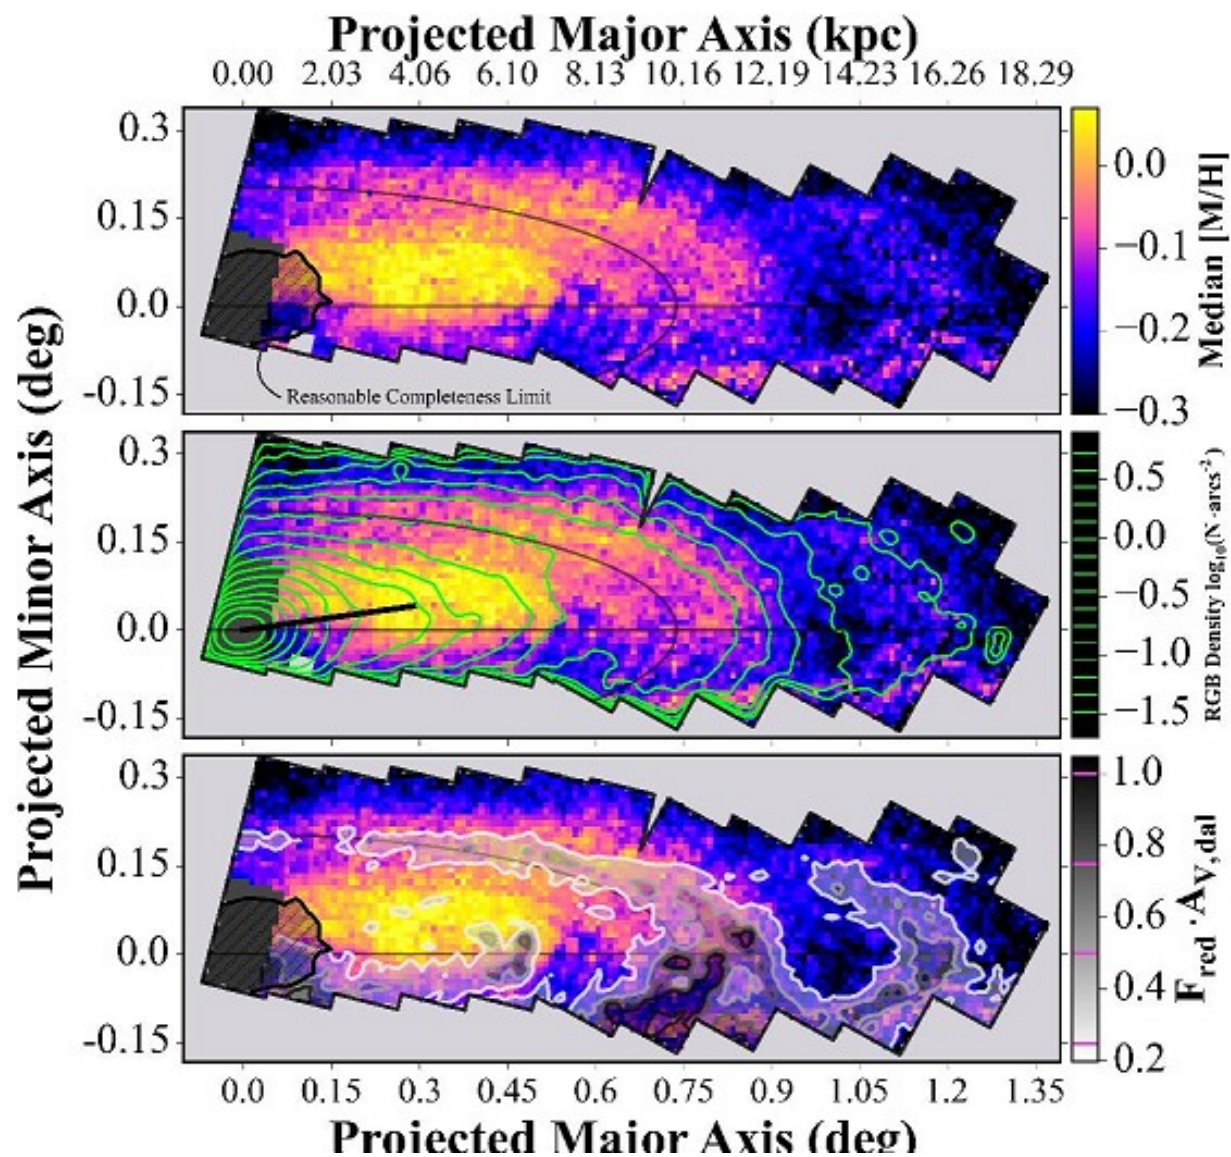 Projected Major Axis (kpc)
0.00 2.03 4.06 6.10 8.13 10.16 12.19 14.23 16.26 18.29
0.3
0.15
0.0
-0.15
Reasonable Completeness Limit
0.0
−0.1
−0.2
−0.3
Median [M/H]
Projected Minor Axis (deg)
0.3
0.15
0.0
-0.15
0.5
0.0
−0.5
−1.0
−1.5
RGB Density log₁₀(N·arcs⁻²)
0.3
0.15
0.0
-0.15
1.0
0.8
0.6
0.4
0.2
F_red · A_V,dal
0.0 0.15 0.3 0.45 0.6 0.75 0.9 1.05 1.2 1.35
Projected Major Axis (deg)